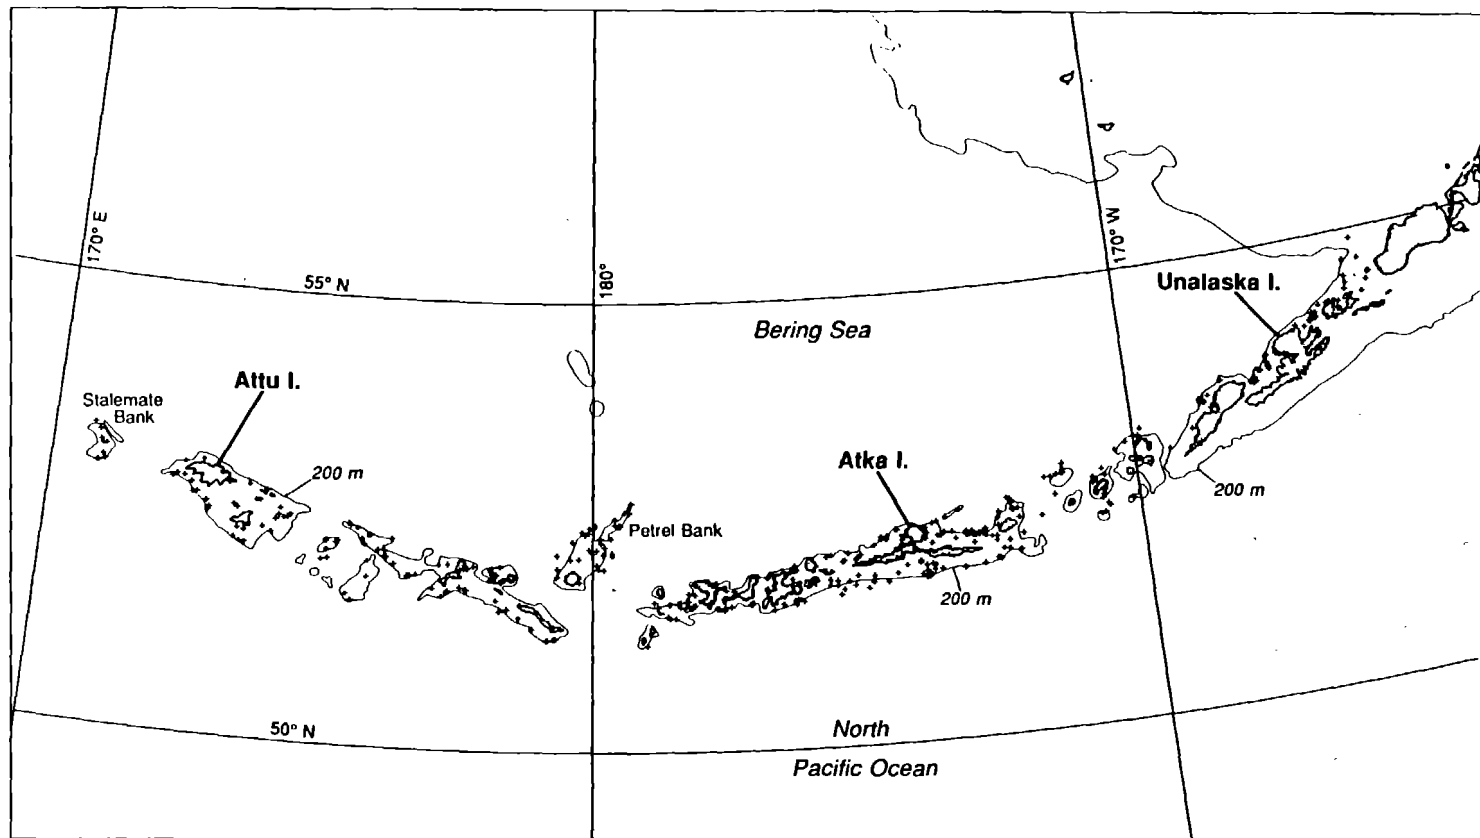 170° E
55° N
180°
170° W
Unalaska I.
Bering Sea
Attu I.
Stalemate
Bank
200 m
Atka I.
200 m
Petrel Bank
200 m
50° N
North
Pacific Ocean